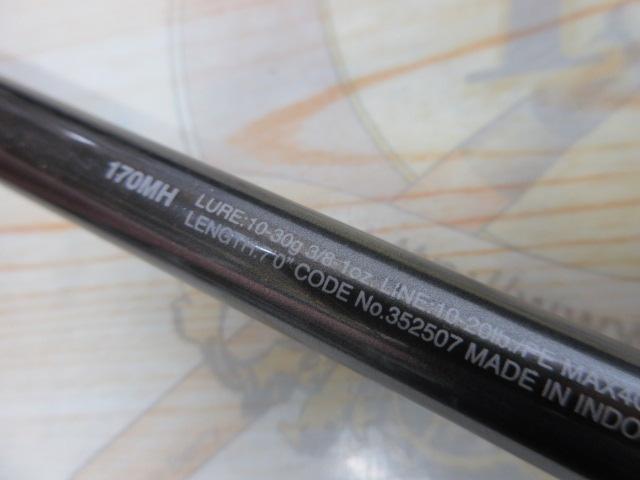 170MH
LURE:10-30g 3/8-1oz. LINE:10-20lb./PE MAX40
LENGTH:7'0" CODE No.352507 MADE IN INDO